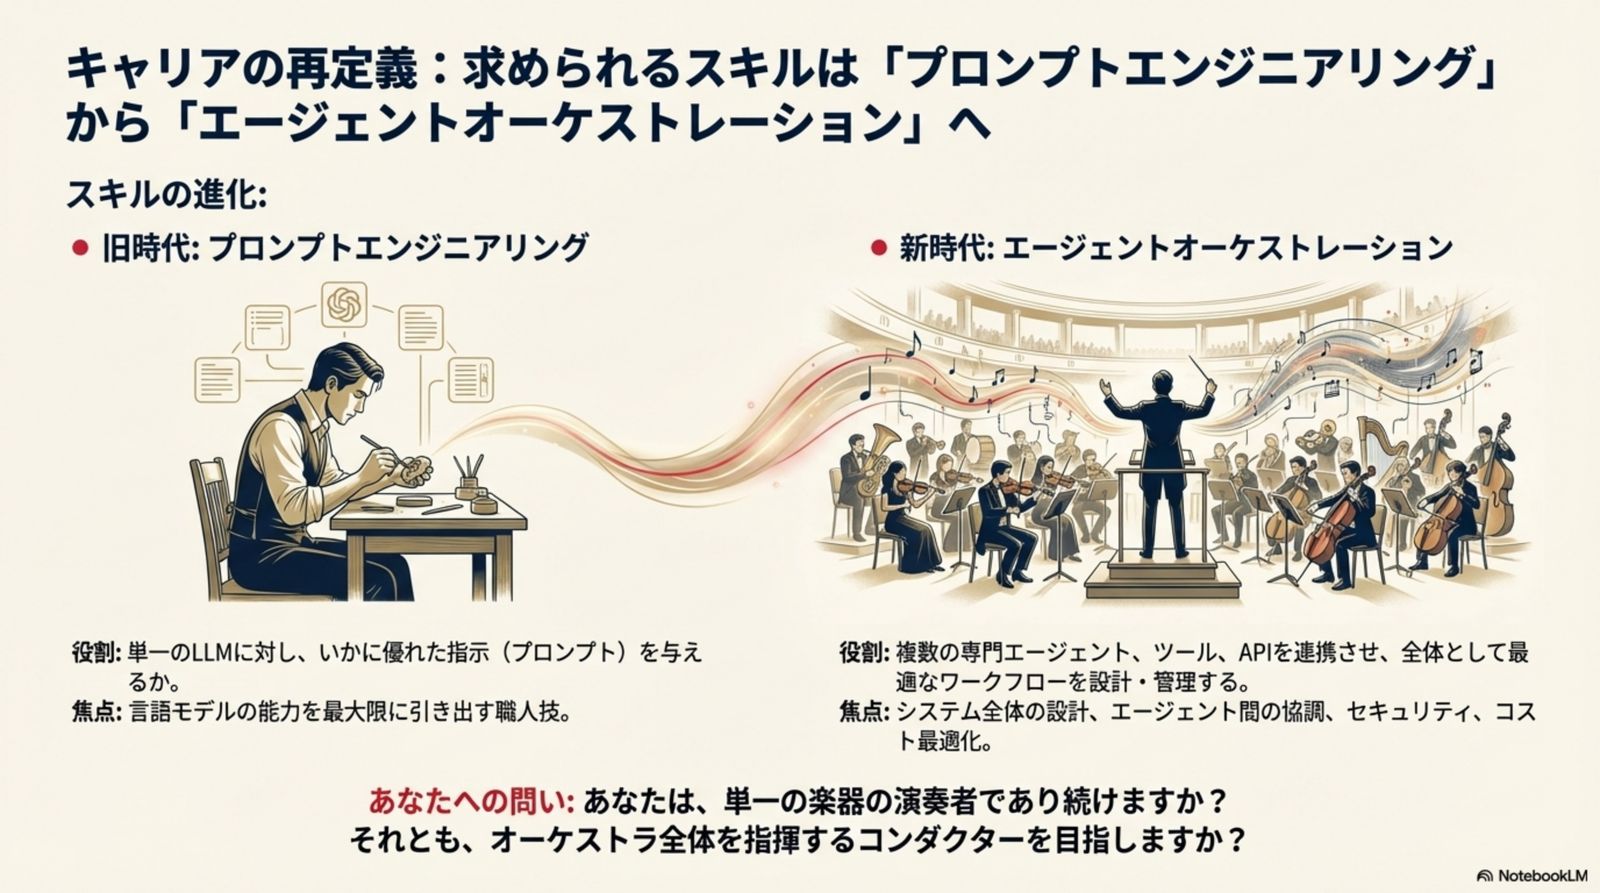 キャリアの再定義：求められるスキルは「プロンプトエンジニアリング」
から「エージェントオーケストレーション」へ
スキルの進化:
● 旧時代: プロンプトエンジニアリング
● 新時代: エージェントオーケストレーション
役割: 単一のLLMに対し、いかに優れた指示（プロンプト）を与え
るか。
焦点: 言語モデルの能力を最大限に引き出す職人技。
役割: 複数の専門エージェント、ツール、APIを連携させ、全体として最
適なワークフローを設計・管理する。
焦点: システム全体の設計、エージェント間の協調、セキュリティ、コス
ト最適化。
あなたへの問い: あなたは、単一の楽器の演奏者であり続けますか？
それとも、オーケストラ全体を指揮するコンダクターを目指しますか？
NotebookLM